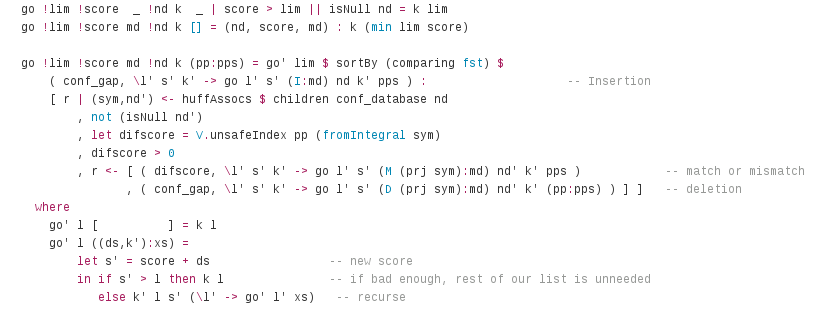 go !lim !score  _ !nd k  _ | score > lim || isNull nd = k lim
go !lim !score md !nd k [] = (nd, score, md) : k (min lim score)

go !lim !score md !nd k (pp:pps) = go' lim $ sortBy (comparing fst) $
    ( conf_gap, \l' s' k' -> go l' s' (I:md) nd k' pps ) :                    -- Insertion
    [ r | (sym,nd') <- huffAssocs $ children conf_database nd
        , not (isNull nd')
        , let difscore = V.unsafeIndex pp (fromIntegral sym)
        , difscore > 0
        , r <- [ ( difscore, \l' s' k' -> go l' s' (M (prj sym):md) nd' k' pps )            -- match or mismatch
               , ( conf_gap, \l' s' k' -> go l' s' (D (prj sym):md) nd' k' (pp:pps) ) ] ]   -- deletion
  where
    go' l [          ] = k l
    go' l ((ds,k'):xs) =
        let s' = score + ds                 -- new score
        in if s' > l then k l               -- if bad enough, rest of our list is unneeded
           else k' l s' (\l' -> go' l' xs)   -- recurse